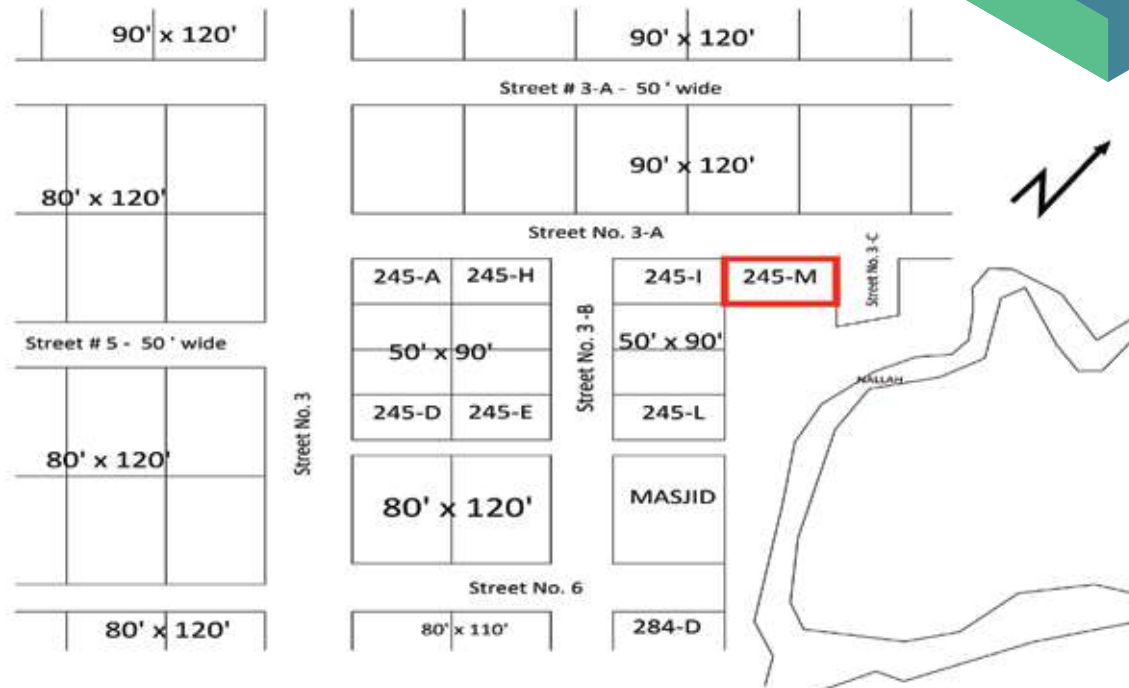 90' x 120'
90' x 120'
Street # 3-A - 50 ' wide
80' x 120'
90' x 120'
Street No. 3-A
Street No. 3 -C
245-A
245-H
245-I
245-M
Street # 5 - 50 ' wide
50' x 90'
Street No. 3 -B
50' x 90'
NALLAH
Street No. 3
245-D
245-E
245-L
80' x 120'
80' x 120'
MASJID
Street No. 6
80' x 120'
80' x 110'
284-D